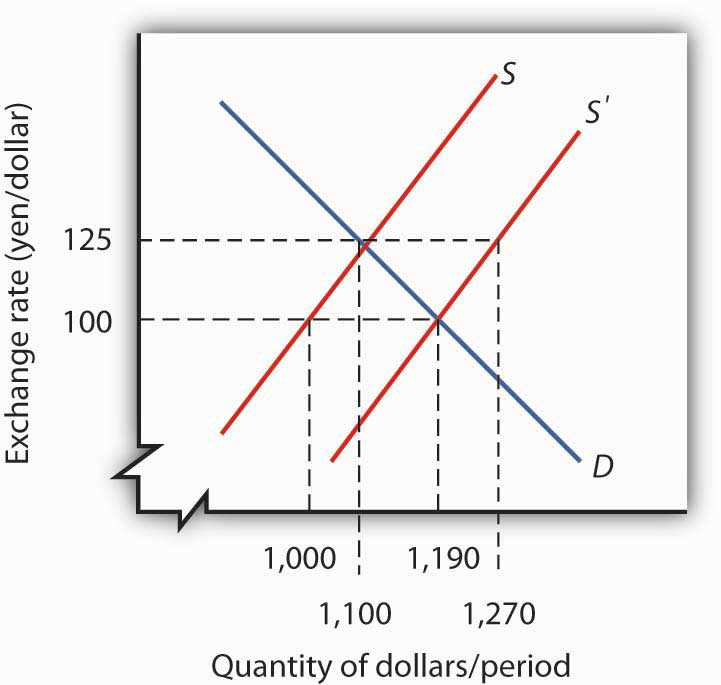 S
S'
Exchange rate (yen/dollar)
125
100
D
1,000 1,190
1,100 1,270
Quantity of dollars/period